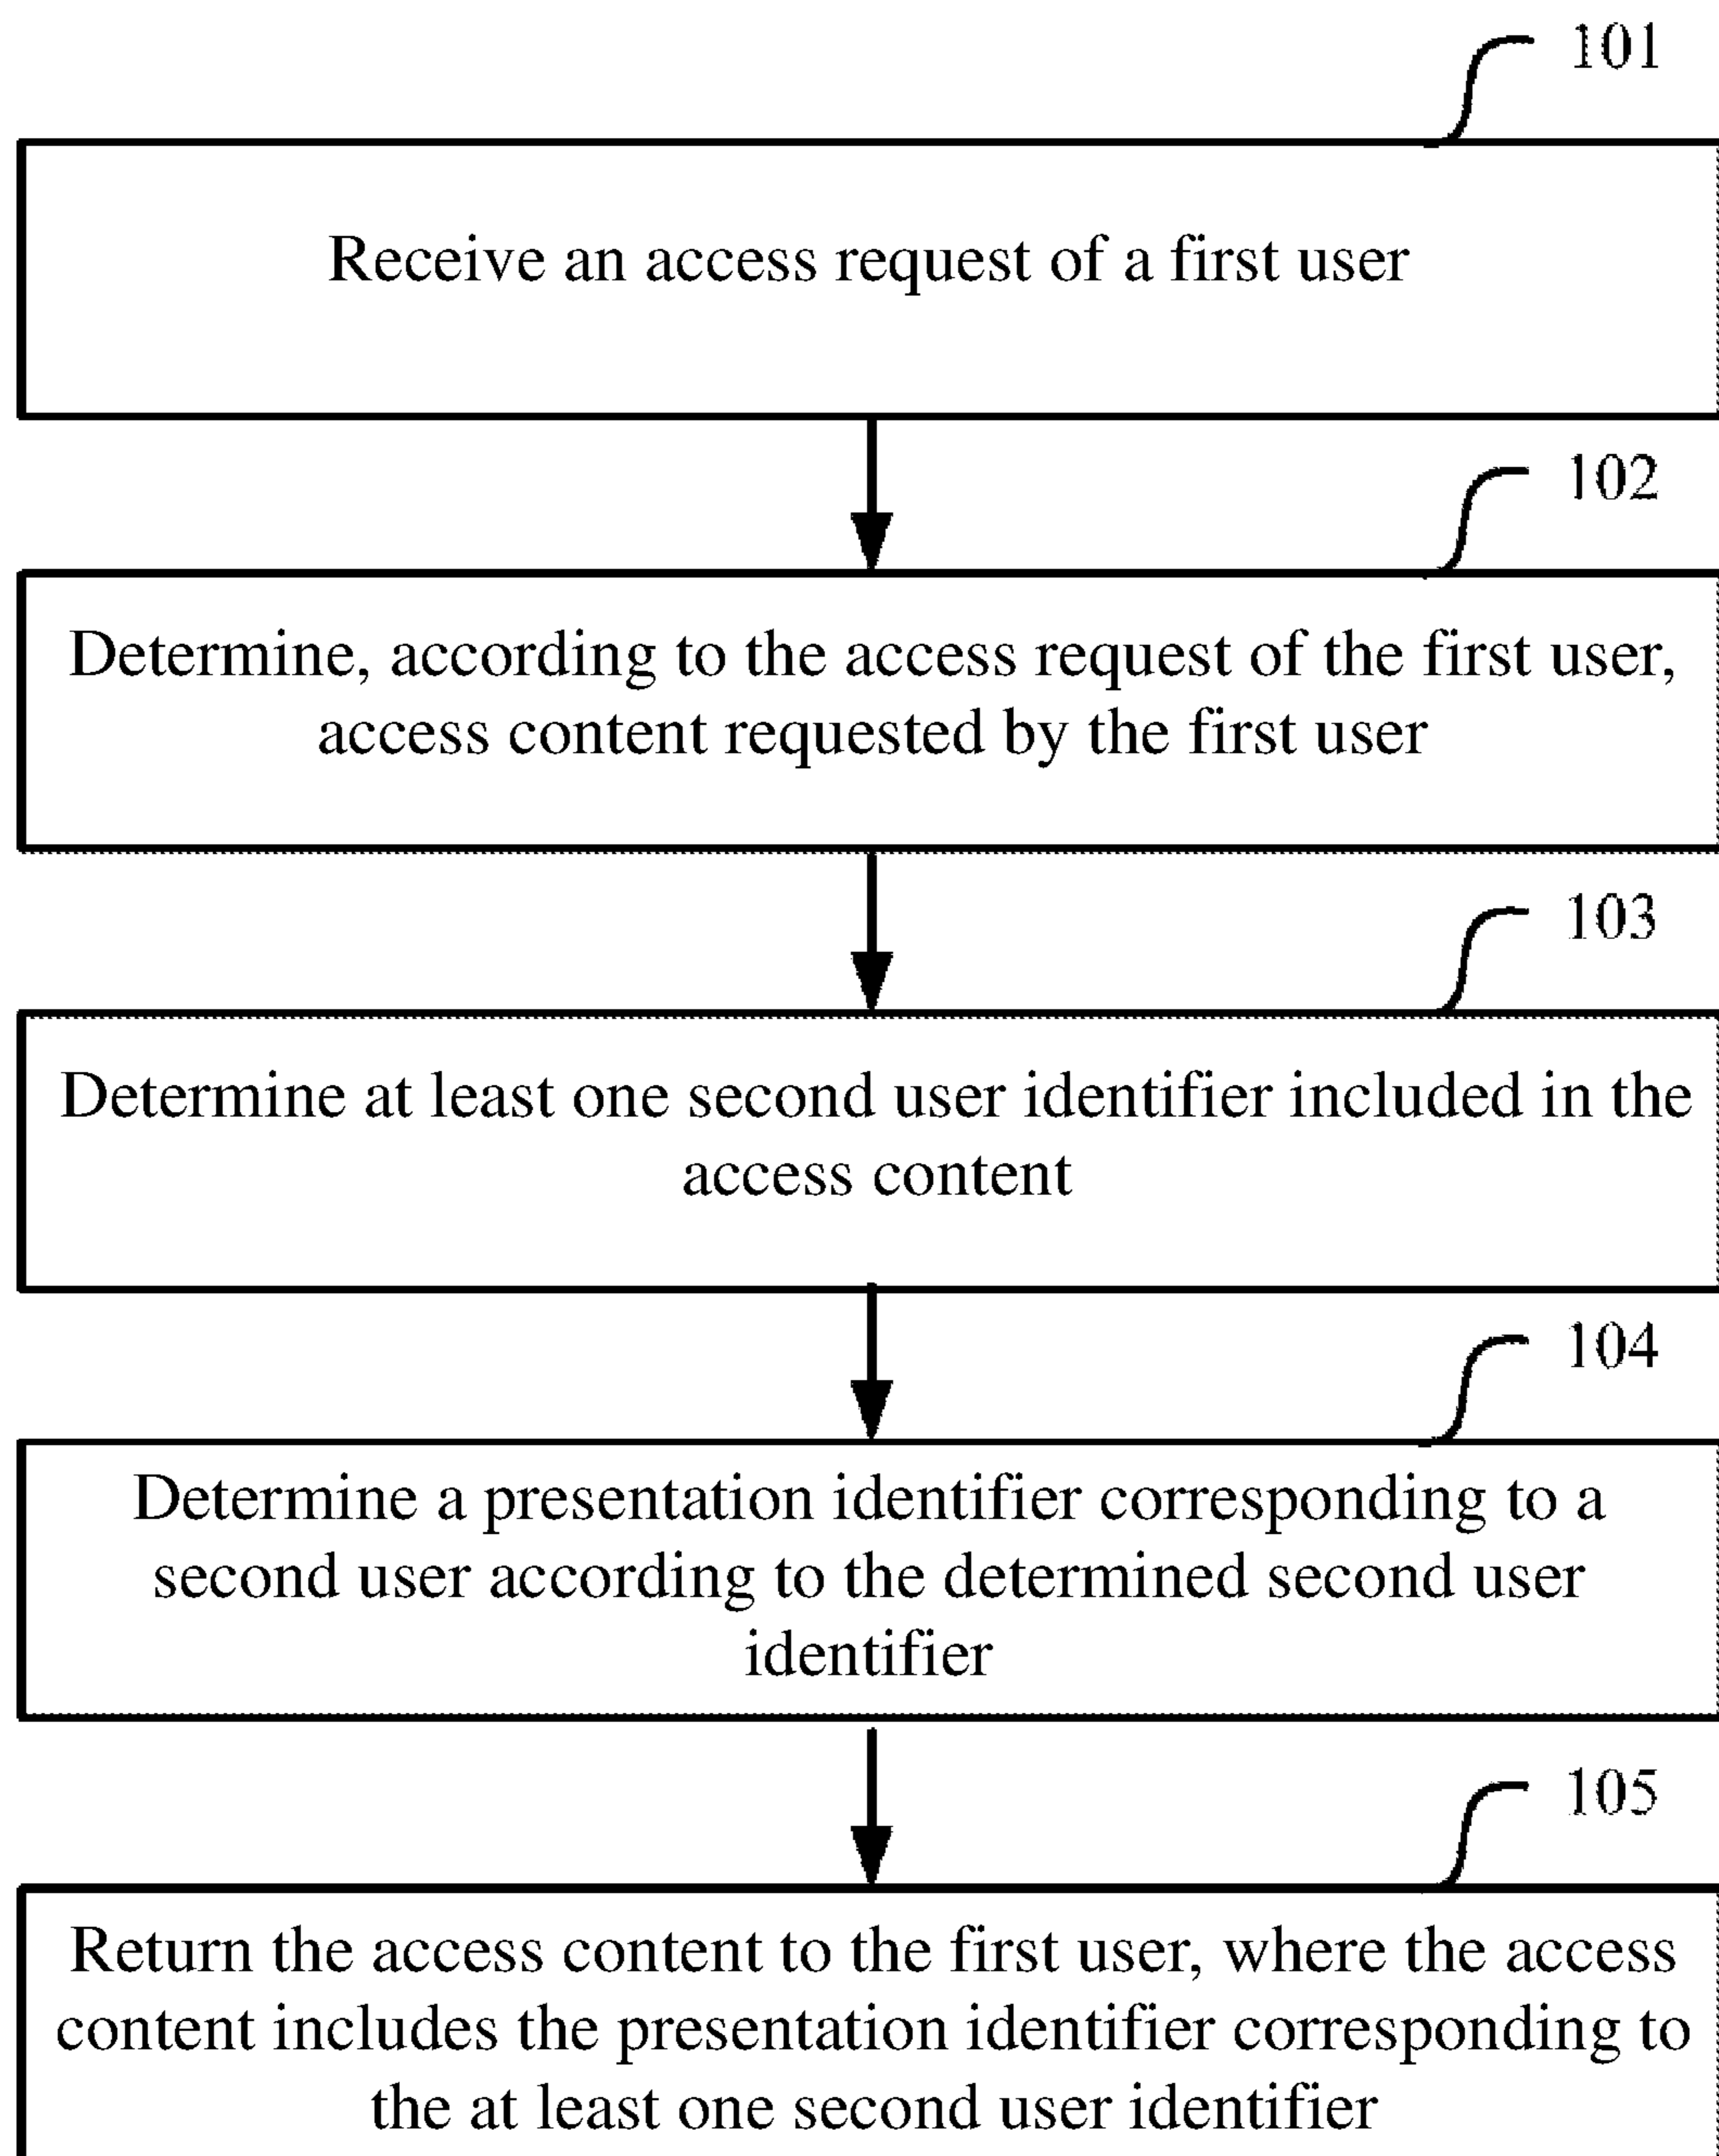 101
Receive an access request of a first user
102
Determine, according to the access request of the first user,
access content requested by the first user
103
Determine at least one second user identifier included in the
access content
104
Determine a presentation identifier corresponding to a
second user according to the determined second user
identifier
105
Return the access content to the first user, where the access
content includes the presentation identifier corresponding to
the at least one second user identifier